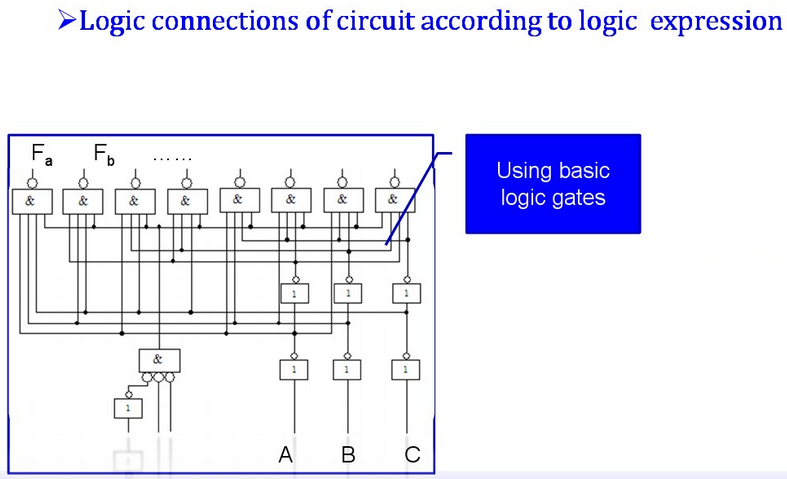 ➢Logic connections of circuit according to logic expression
Fa Fb ......
& & & & & & & &
Using basic
logic gates
1 1 1
&
1 1 1
1
A B C